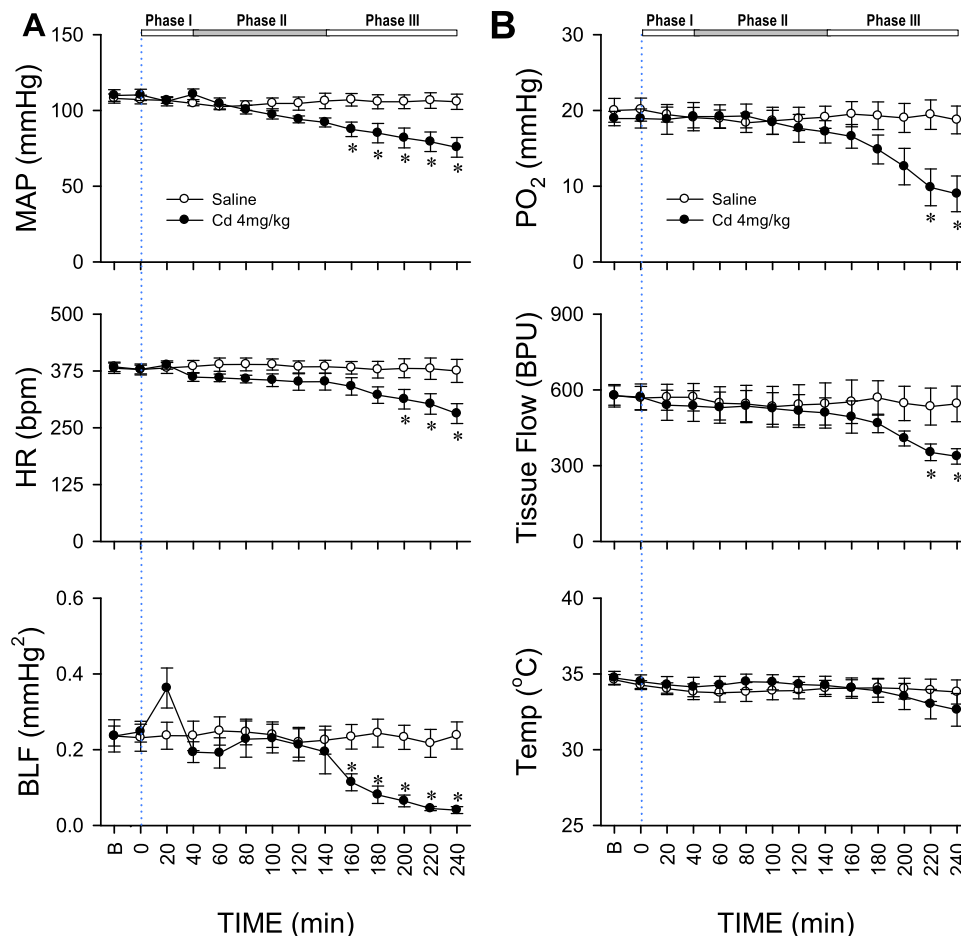 A
Phase I Phase II Phase III
150
100
50
0
MAP (mmHg)
Saline
Cd 4mg/kg
* * * * *
500
375
250
125
0
HR (bpm)
* * *
0.6
0.4
0.2
0.0
BLF (mmHg2)
* * * * *
B 0 20 40 60 80 100 120 140 160 180 200 220 240
TIME (min)
B
Phase I Phase II Phase III
30
20
10
0
PO2 (mmHg)
Saline
Cd 4mg/kg
* *
900
600
300
0
Tissue Flow (BPU)
* *
40
35
30
25
Temp (oC)
B 0 20 40 60 80 100 120 140 160 180 200 220 240
TIME (min)